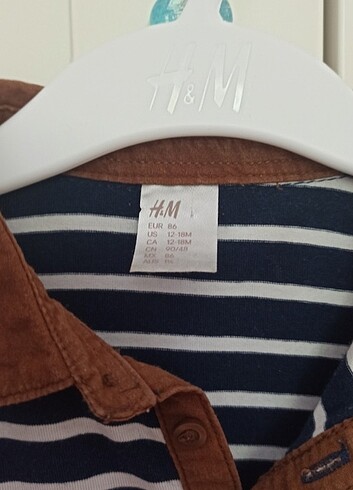 H&M
H&M
EUR 86
US 12-18M
CA 12-18M
CN 90/48
MX 86